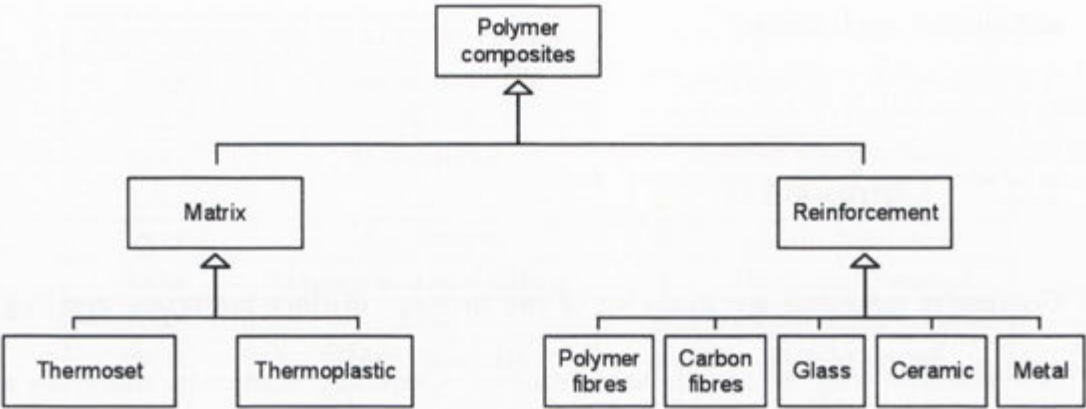 Polymer
composites
Matrix
Reinforcement
Thermoset
Thermoplastic
Polymer
fibres
Carbon
fibres
Glass
Ceramic
Metal